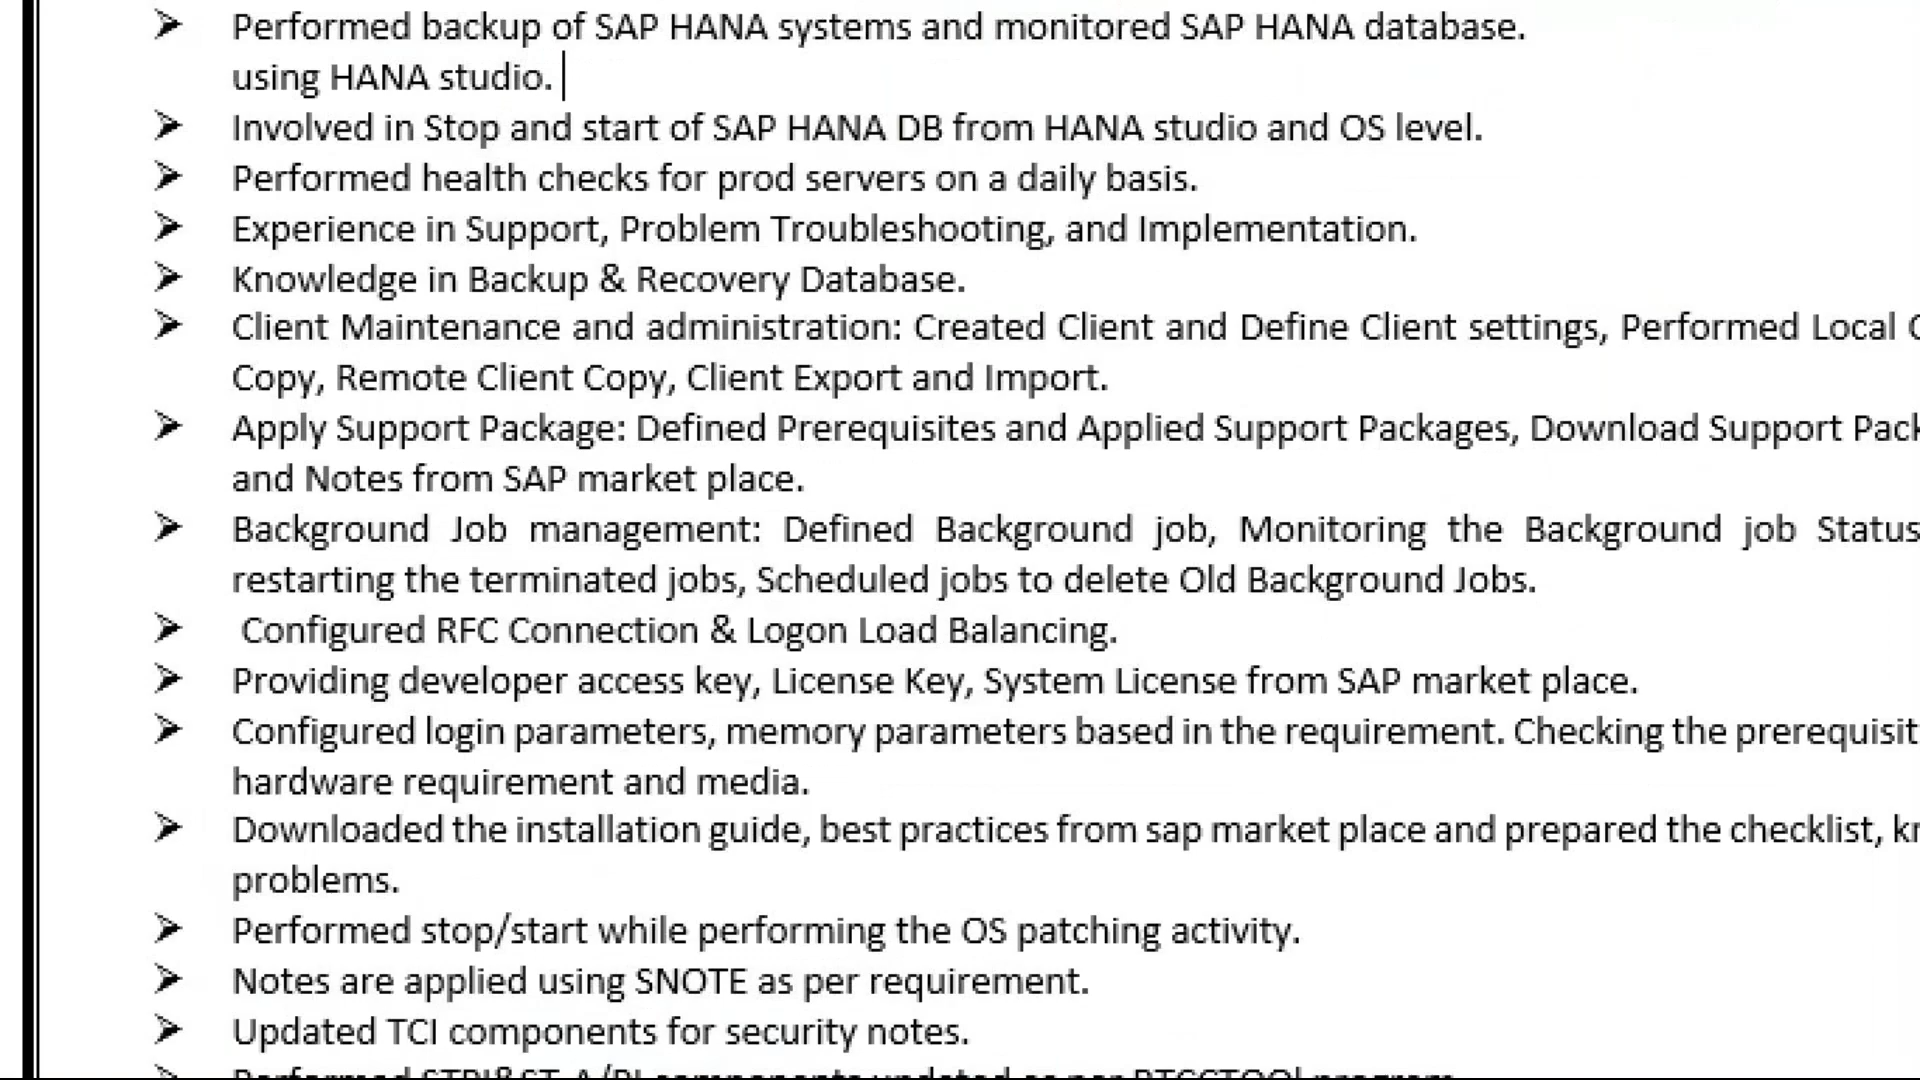 Performed backup of SAP HANA systems and monitored SAP HANA database.
using HANA studio.
Involved in Stop and start of SAP HANA DB from HANA studio and OS level.
Performed health checks for prod servers on a daily basis.
Experience in Support, Problem Troubleshooting, and Implementation.
Knowledge in Backup & Recovery Database.
Client Maintenance and administration: Created Client and Define Client settings, Performed Local
Copy, Remote Client Copy, Client Export and Import.
Apply Support Package: Defined Prerequisites and Applied Support Packages, Download Support
and Notes from SAP market place.
Background Job management: Defined Background job, Monitoring the Background job Status
restarting the terminated jobs, Scheduled jobs to delete Old Background Jobs.
Configured RFC Connection & Logon Load Balancing.
Providing developer access key, License Key, System License from SAP market place.
Configured login parameters, memory parameters based in the requirement. Checking the
hardware requirement and media.
Downloaded the installation guide, best practices from sap market place and prepared the checklist,
problems.
Performed stop/start while performing the OS patching activity.
Notes are applied using SNOTE as per requirement.
Updated TCI components for security notes.